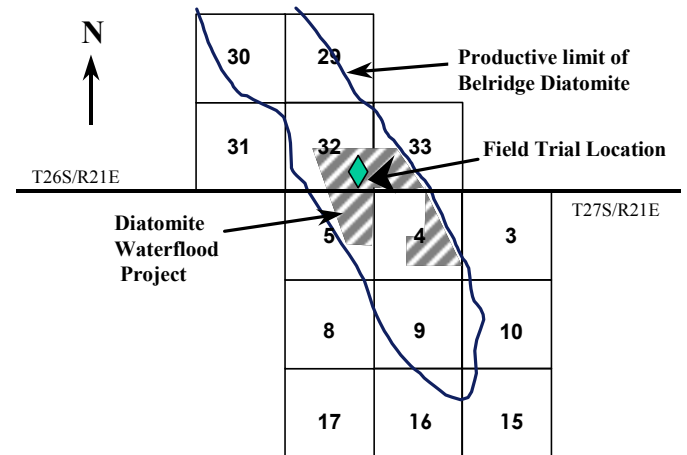 N
30
29
Productive limit of
Belridge Diatomite
31
32
33
Field Trial Location
T26S/R21E
T27S/R21E
Diatomite
Waterflood
Project
5
4
3
8
9
10
17
16
15